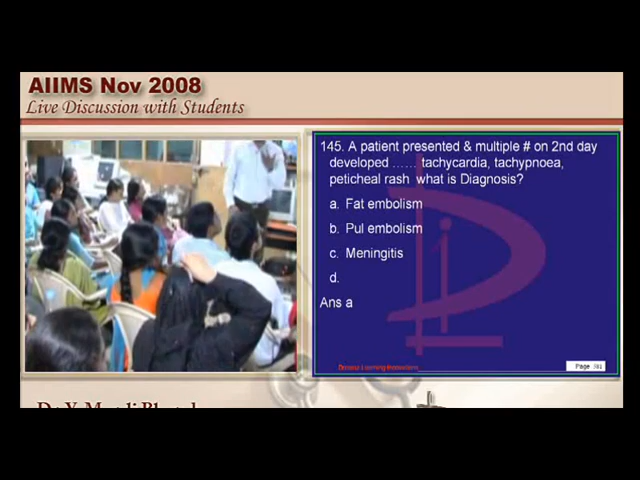 AIIMS Nov 2008
Live Discussion with Students
145. A patient presented & multiple # on 2nd day
developed ...... tachycardia, tachypnoea,
peticheal rash what is Diagnosis?
a. Fat embolism
b. Pul embolism
c. Meningitis
d.
Ans a
Page